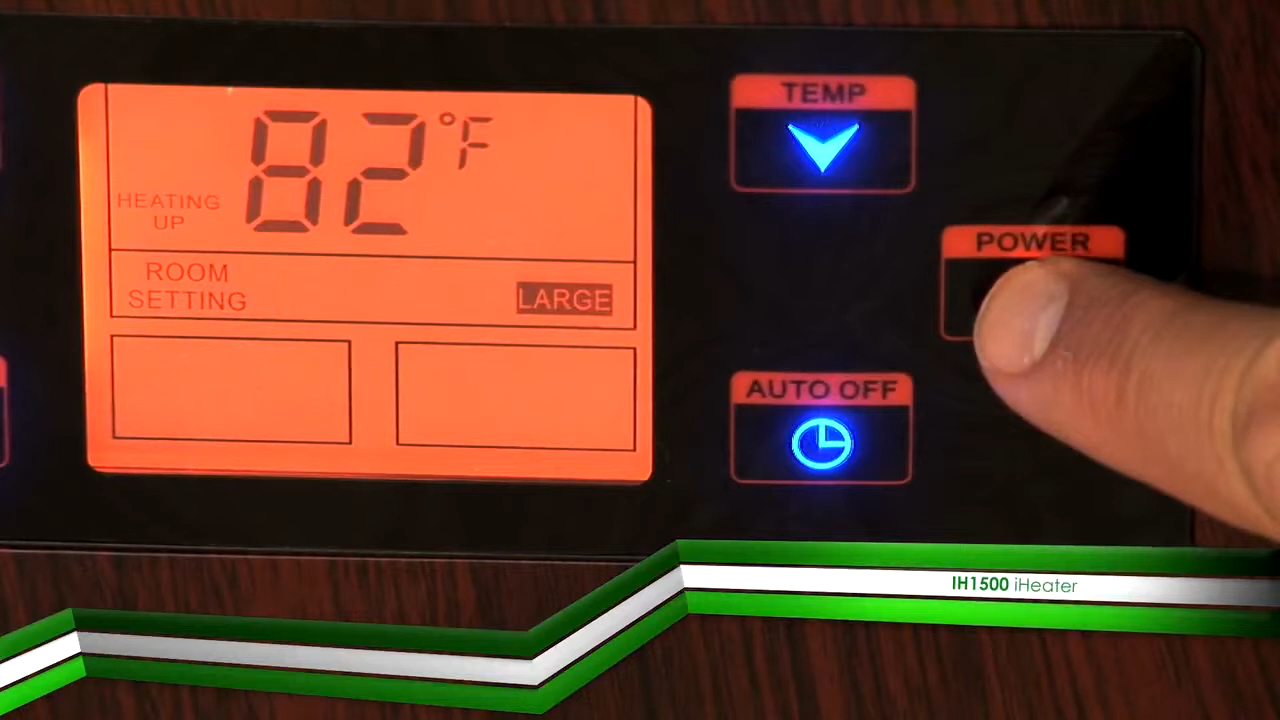 82°F
HEATING
UP
ROOM
SETTING
LARGE
TEMP
POWER
AUTO OFF
IH1500 iHeater